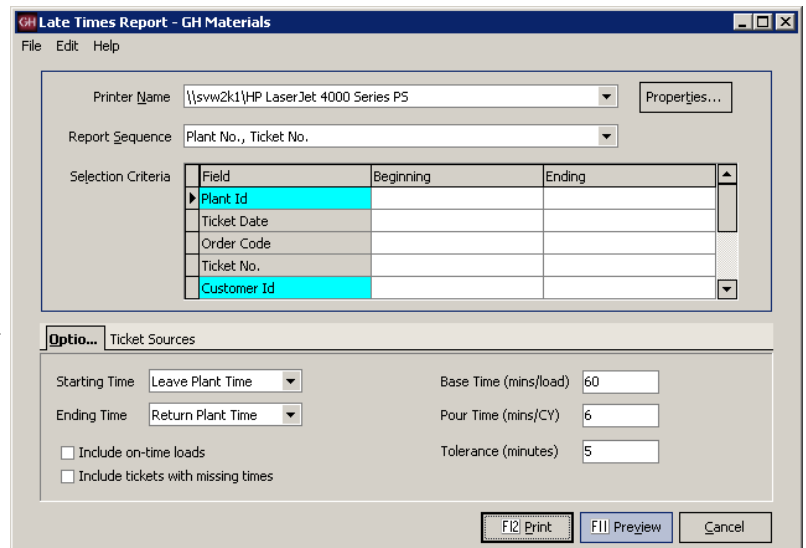 GH Late Times Report - GH Materials
File Edit Help
Printer Name \\svw2k1\HP LaserJet 4000 Series PS Properties...
Report Sequence Plant No., Ticket No.
Selection Criteria Field Beginning Ending
Plant Id
Ticket Date
Order Code
Ticket No.
Customer Id
Optio... Ticket Sources
Starting Time Leave Plant Time Base Time (mins/load) 60
Ending Time Return Plant Time Pour Time (mins/CY) 6
Include on-time loads Tolerance (minutes) 5
Include tickets with missing times
F12 Print F11 Preview Cancel